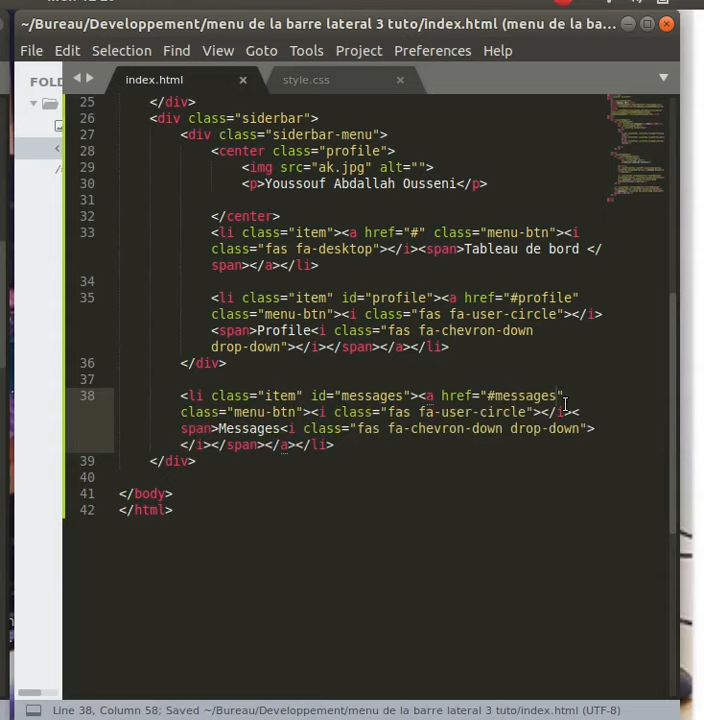 ~/Bureau/Developpement/menu de la barre lateral 3 tuto/index.html (menu de la ba...
File Edit Selection Find View Goto Tools Project Preferences Help
FOLD
index.html × style.css ×
25 </div>
26 <div class="siderbar">
27 <div class="siderbar-menu">
28 <center class="profile">
29 <img src="ak.jpg" alt="">
30 <p>Youssouf Abdallah Ousseni</p>
31
32 </center>
33 <li class="item"><a href="#" class="menu-btn"><i
class="fas fa-desktop"></i><span>Tableau de bord </
span></a></li>
34
35 <li class="item" id="profile"><a href="#profile"
class="menu-btn"><i class="fas fa-user-circle"></i>
<span>Profile<i class="fas fa-chevron-down
drop-down"></i></span></a></li>
36 </div>
37
38 <li class="item" id="messages"><a href="#messages"
class="menu-btn"><i class="fas fa-user-circle"></i><
span>Messages<i class="fas fa-chevron-down drop-down">
</i></span></a></li>
39 </div>
40
41 </body>
42 </html>
Line 38, Column 58; Saved ~/Bureau/Developpement/menu de la barre lateral 3 tuto/index.html (UTF-8)